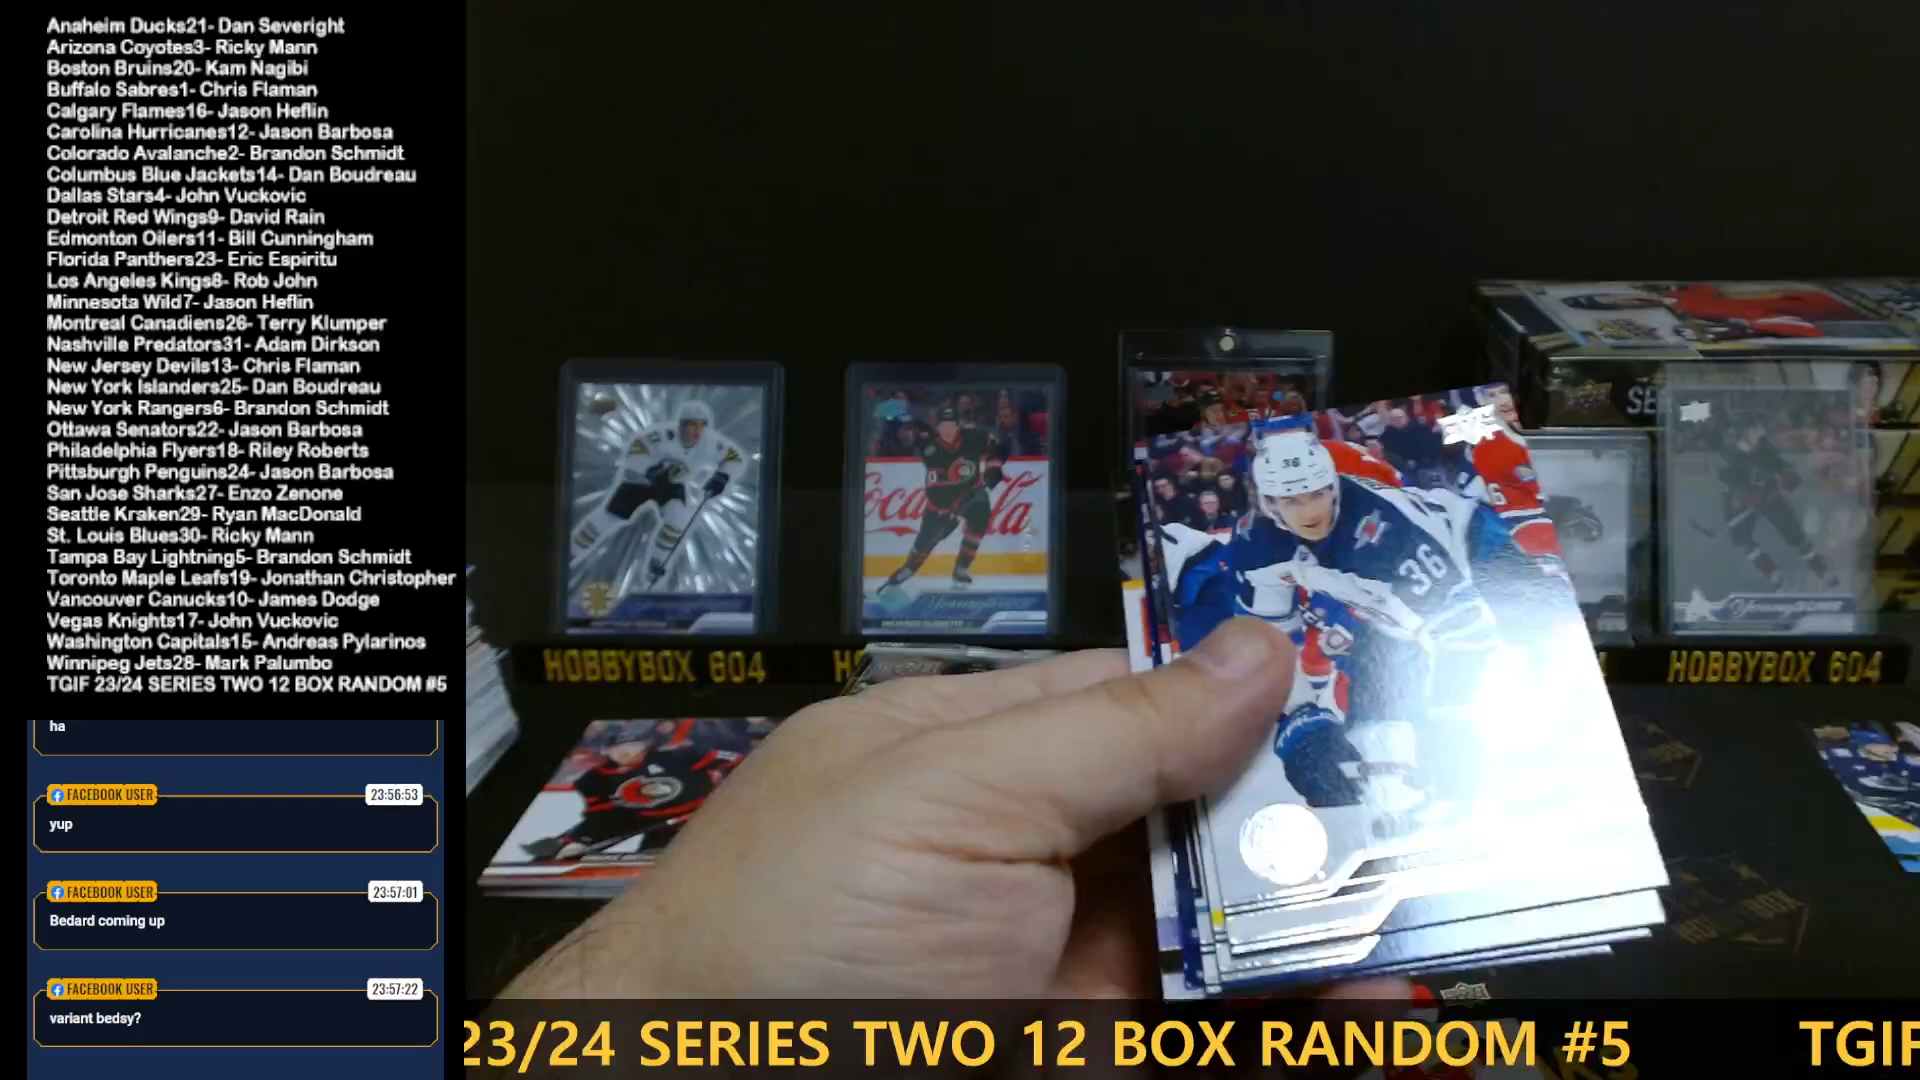 Anaheim Ducks21- Dan Severight
Arizona Coyotes3- Ricky Mann
Boston Bruins20- Kam Nagibi
Buffalo Sabres1- Chris Flaman
Calgary Flames16- Jason Heflin
Carolina Hurricanes12- Jason Barbosa
Colorado Avalanche2- Brandon Schmidt
Columbus Blue Jackets14- Dan Boudreau
Dallas Stars4- John Vuckovic
Detroit Red Wings9- David Rain
Edmonton Oilers11- Bill Cunningham
Florida Panthers23- Eric Espiritu
Los Angeles Kings8- Rob John
Minnesota Wild7- Jason Heflin
Montreal Canadiens26- Terry Klumper
Nashville Predators31- Adam Dirkson
New Jersey Devils13- Chris Flaman
New York Islanders25- Dan Boudreau
New York Rangers6- Brandon Schmidt
Ottawa Senators22- Jason Barbosa
Philadelphia Flyers18- Riley Roberts
Pittsburgh Penguins24- Jason Barbosa
San Jose Sharks27- Enzo Zenone
Seattle Kraken29- Ryan MacDonald
St. Louis Blues30- Ricky Mann
Tampa Bay Lightning5- Brandon Schmidt
Toronto Maple Leafs19- Jonathan Christopher
Vancouver Canucks10- James Dodge
Vegas Knights17- John Vuckovic
Washington Capitals15- Andreas Pylarinos
Winnipeg Jets28- Mark Palumbo
TGIF 23/24 SERIES TWO 12 BOX RANDOM #5
ha
FACEBOOK USER 23:56:53
yup
FACEBOOK USER 23:57:01
Bedard coming up
FACEBOOK USER 23:57:22
variant bedsy?
Coca-Cola
36
36
HOBBYBOX 604
HOBBYBOX 604
23/24 SERIES TWO 12 BOX RANDOM #5 TGIF